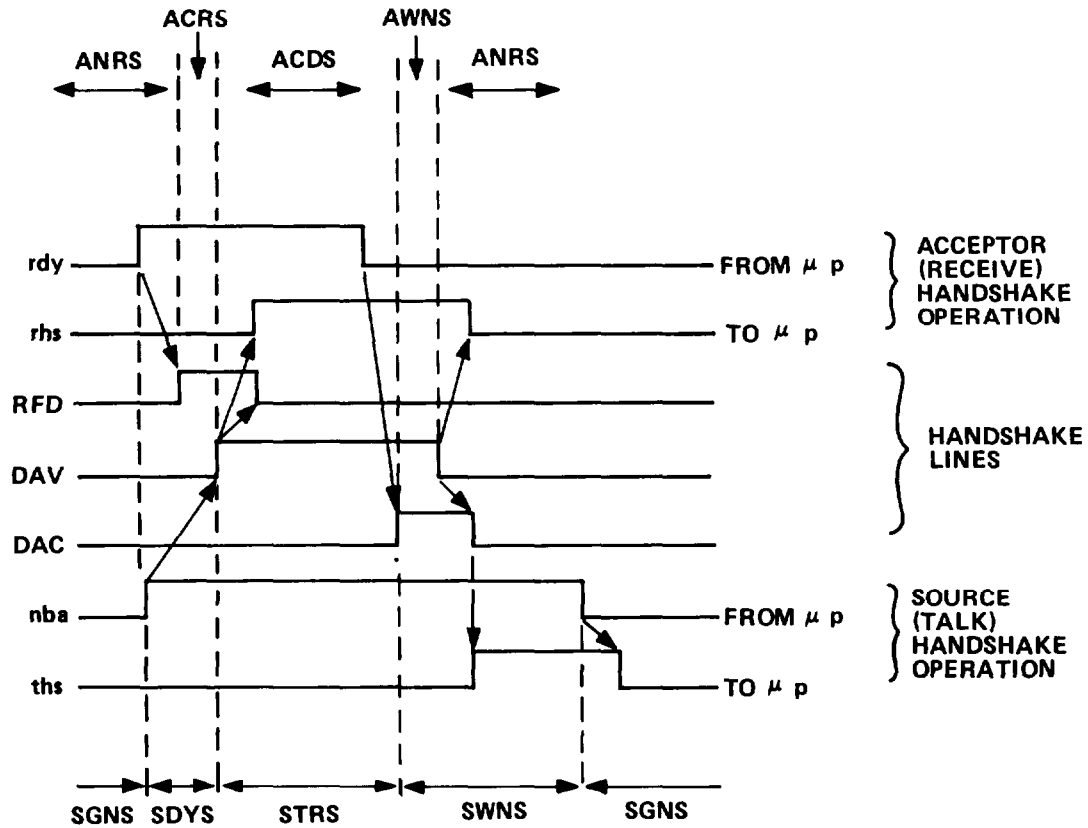 ACRS
AWNS
ANRS
ACDS
ANRS
rdy
FROM μ p
ACCEPTOR
(RECEIVE)
HANDSHAKE
OPERATION
rhs
TO μ p
RFD
HANDSHAKE
LINES
DAV
DAC
nba
FROM μ p
SOURCE
(TALK)
HANDSHAKE
OPERATION
ths
TO μ p
SGNS
SDYS
STRS
SWNS
SGNS